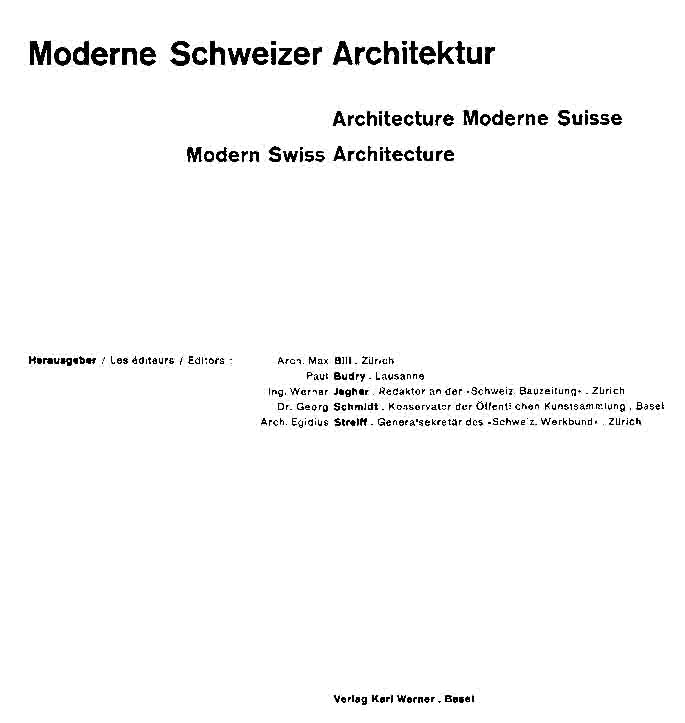 Moderne Schweizer Architektur
Architecture Moderne Suisse
Modern Swiss Architecture
Herausgeber / Les éditeurs / Editors : Arch. Max Bill . Zürich
Paul Budry . Lausanne
Ing. Werner Jegher . Redaktor an der «Schweiz. Bauzeitung» . Zürich
Dr. Georg Schmidt . Konservator der Öffentlichen Kunstsammlung . Basel
Arch. Egidius Streiff . Generalsekretär des «Schweiz. Werkbund» . Zürich
Verlag Karl Werner . Basel